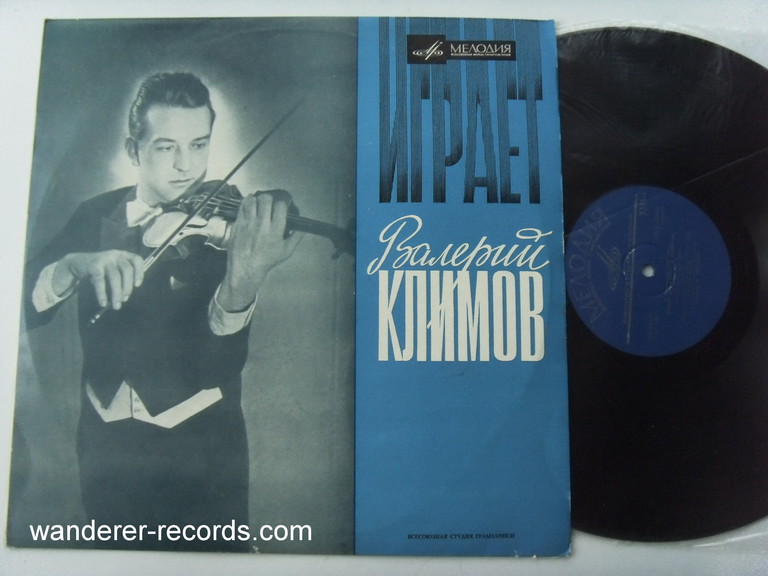 МЕЛОДИЯ
ИГРАЕТ
Валерий
КЛИМОВ
МЕЛОДИЯ
ВСЕСОЮЗНАЯ СТУДИЯ ГРАМЗАПИСИ
wanderer-records.com